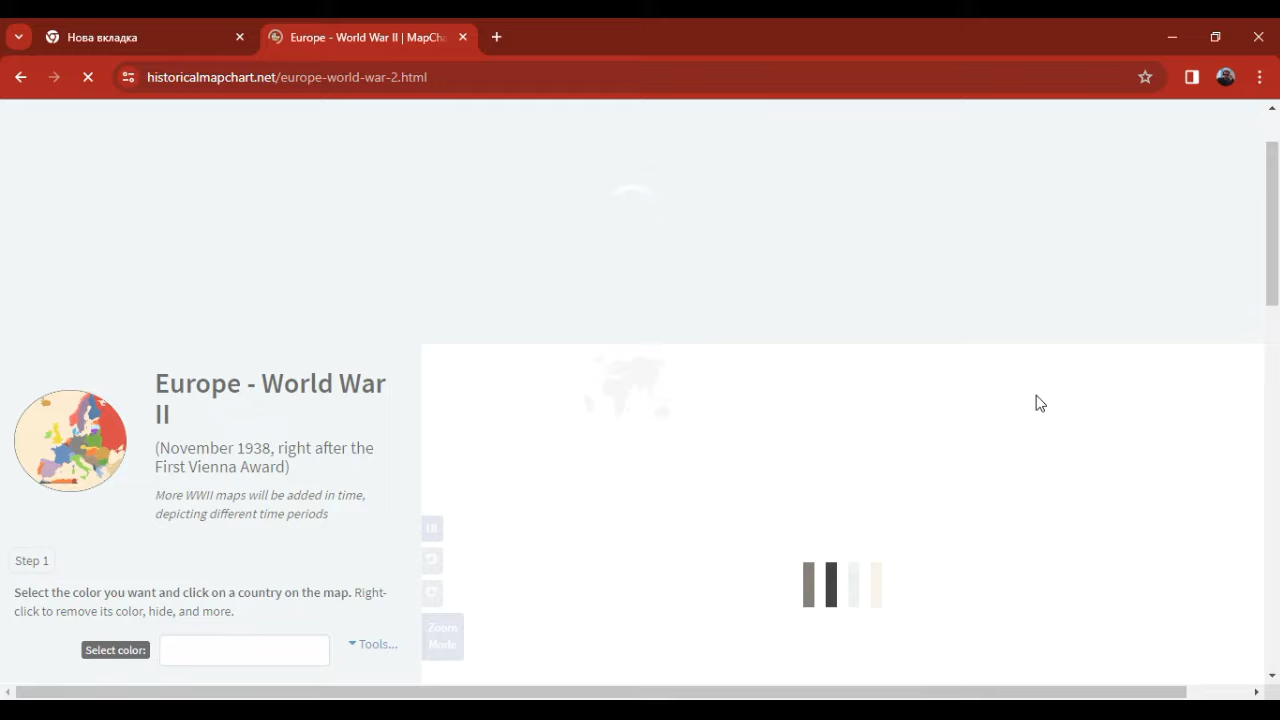 Нова вкладка
Europe - World War II | MapCha
historicalmapchart.net/europe-world-war-2.html
Europe - World War
II
(November 1938, right after the
First Vienna Award)
More WWII maps will be added in time,
depicting different time periods
Step 1
Select the color you want and click on a country on the map. Right-
click to remove its color, hide, and more.
Select color:
Tools...
Zoom
Mode